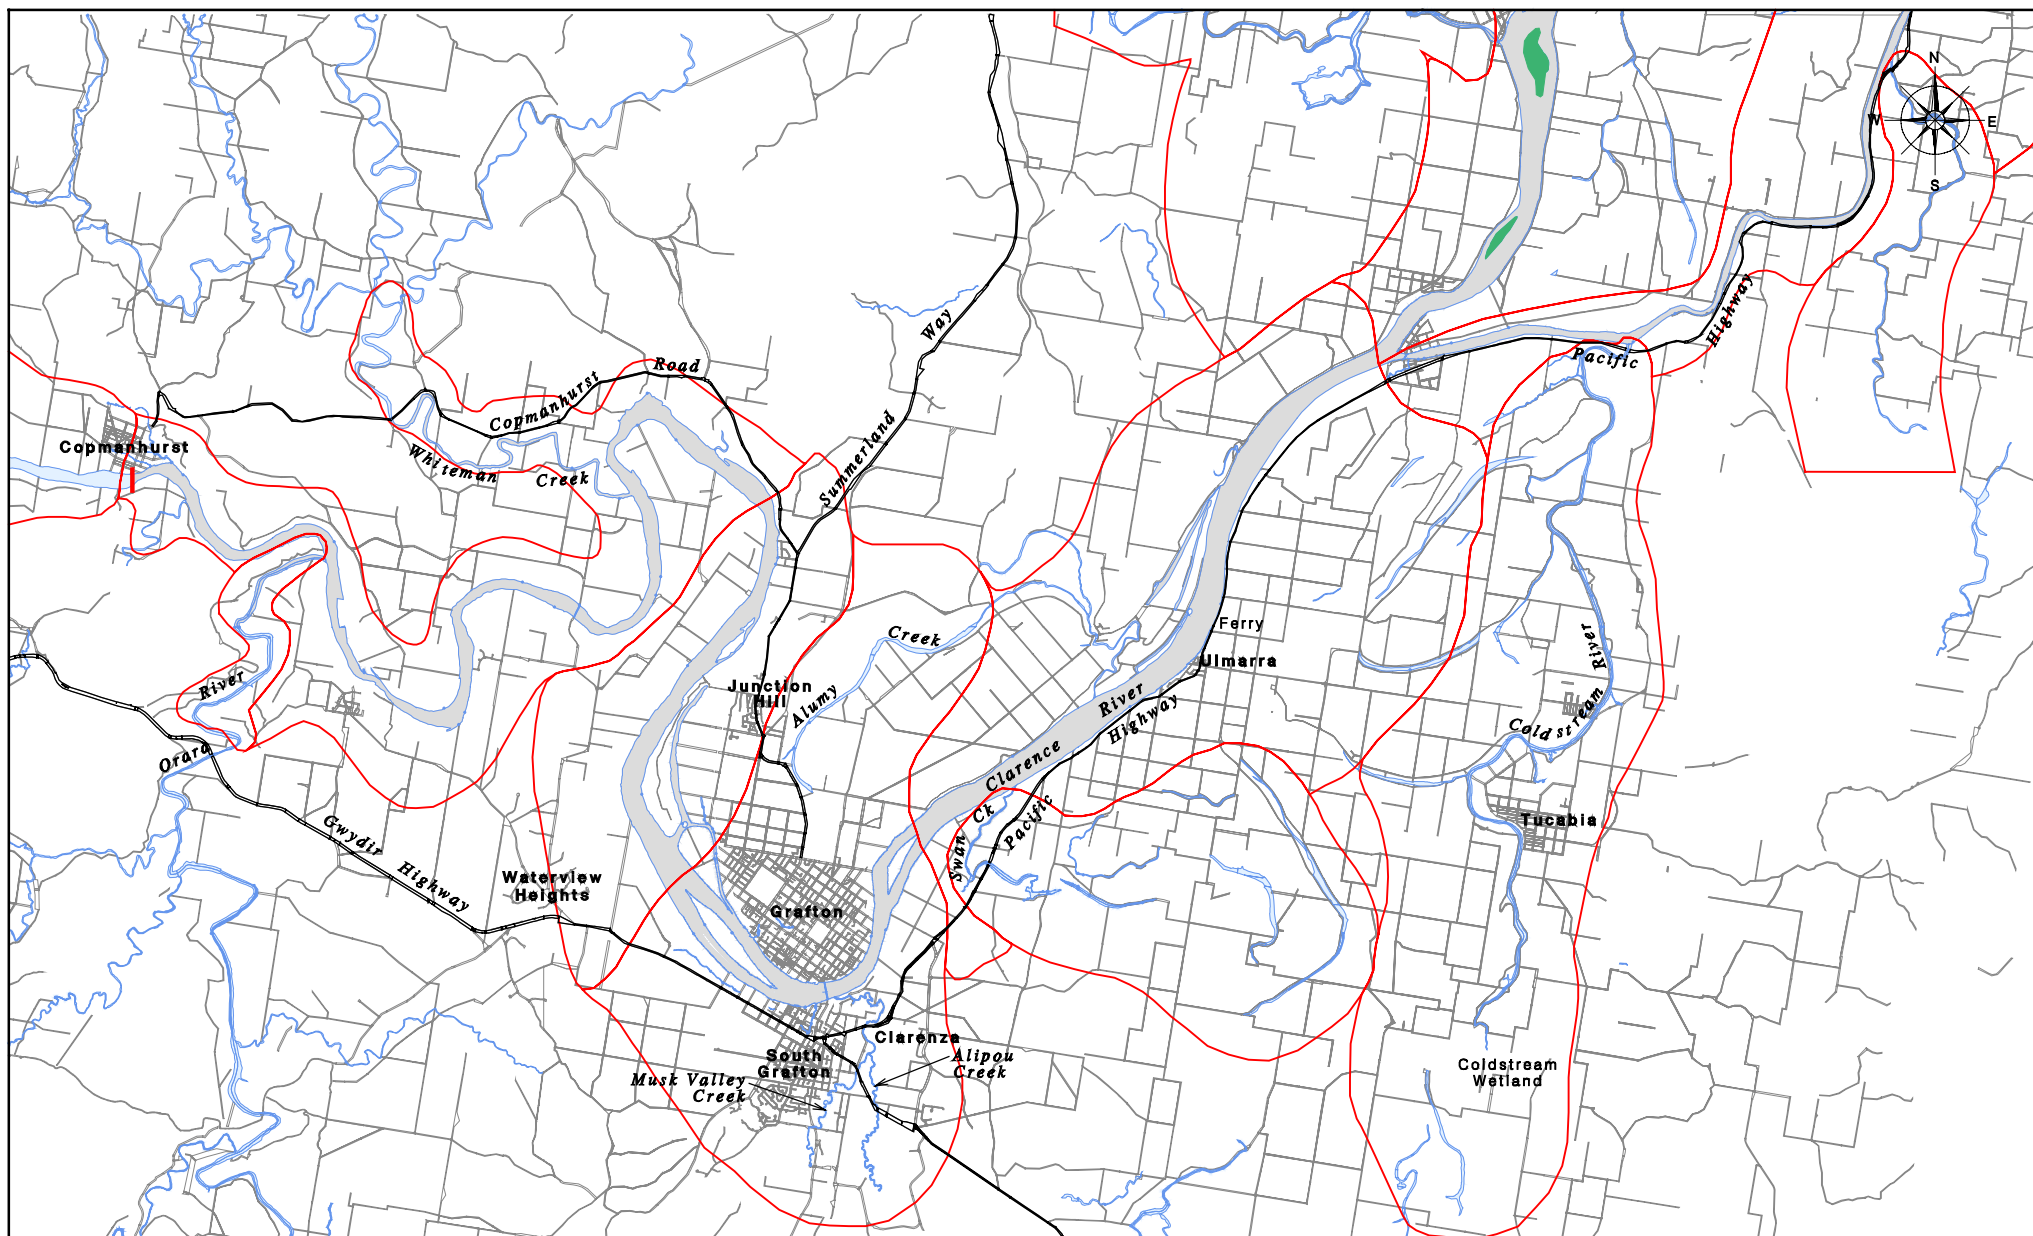 N
W
E
S
Way
Summerland
Road
Copmanhurst
Copmanhurst
Whiteman
Creek
Pacific
Highway
Ferry
Ulmarra
River
Coldstream
Creek
Alumy
Junction
Hill
River
Orara
River
Clarence
Highway
Pacific
Swan
Ck
Tucabia
Gwydir
Highway
Waterview
Heights
Grafton
Clarenza
South
Grafton
Alipou
Creek
Musk Valley
Creek
Coldstream
Wetland